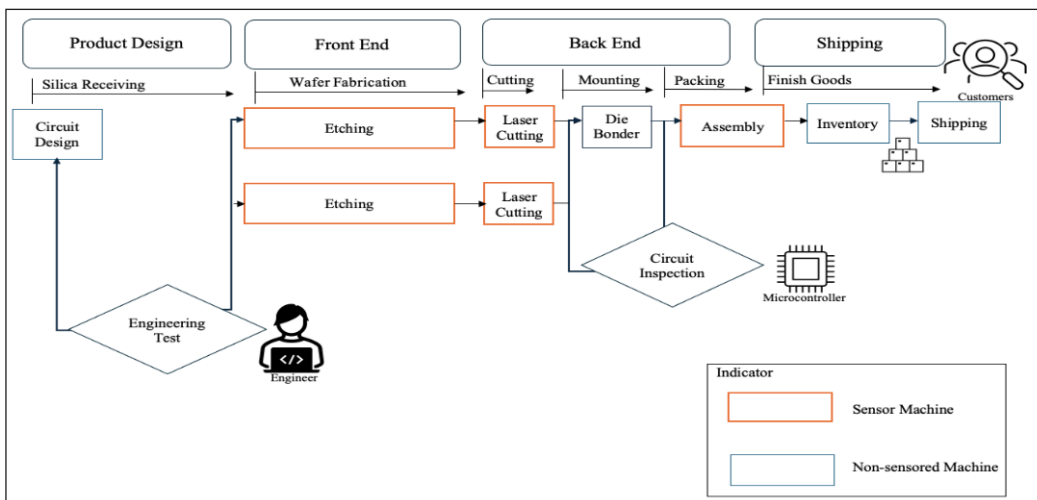 Product Design
Front End
Back End
Shipping
Silica Receiving
Wafer Fabrication
Cutting
Mounting
Packing
Finish Goods
Customers
Circuit
Design
Etching
Laser
Cutting
Die
Bonder
Assembly
Inventory
Shipping
Etching
Laser
Cutting
Circuit
Inspection
Microcontroller
Engineering
Test
</>
Engineer
Indicator
Sensor Machine
Non-sensored Machine